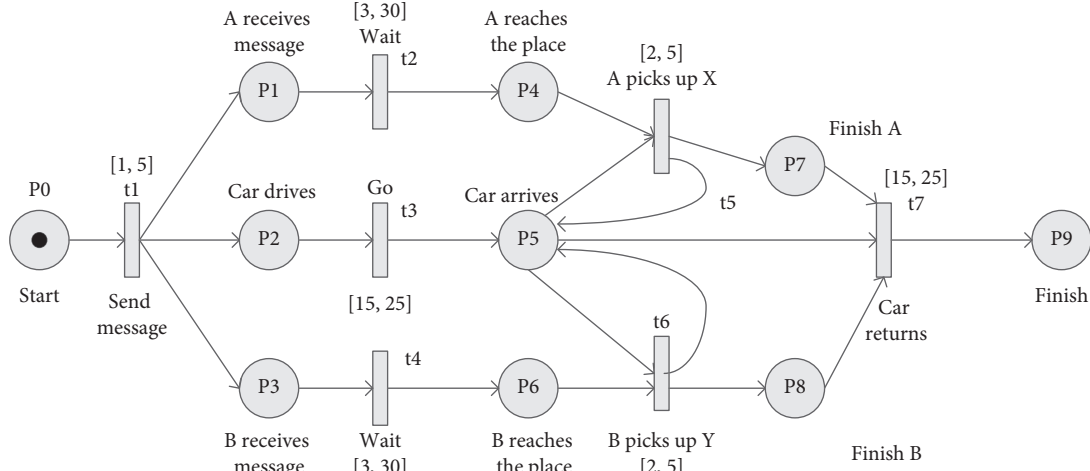 A receives
message
[3, 30]
Wait
t2
A reaches
the place
[2, 5]
A picks up X
P1
P4
Finish A
P7
[1, 5]
t1
[15, 25]
t7
P0
Car drives
Go
t3
Car arrives
t5
P2
P5
P9
Start
Send
message
[15, 25]
Car
returns
Finish
t6
t4
P3
P6
P8
B receives
message
Wait
[3, 30]
B reaches
the place
B picks up Y
[2, 5]
Finish B